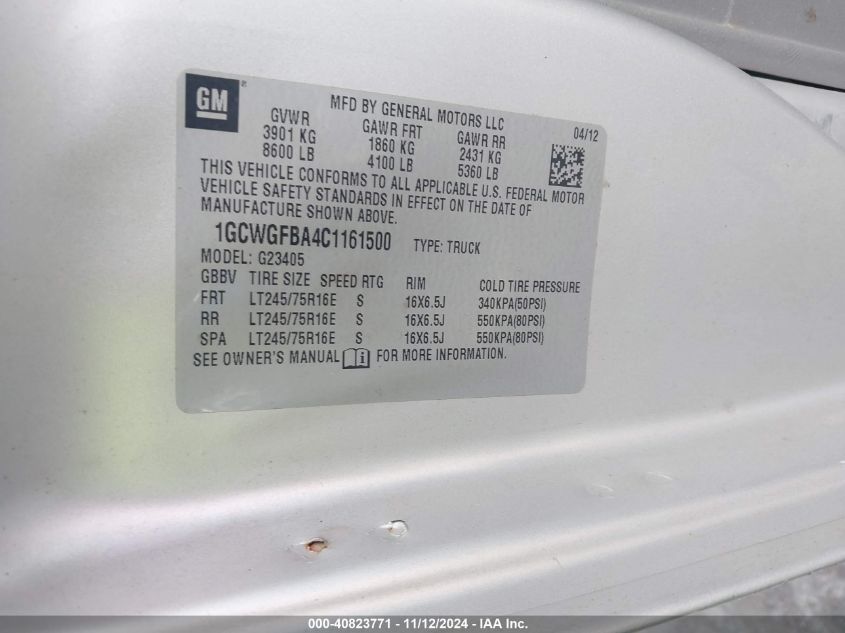 GM®
MFD BY GENERAL MOTORS LLC 04/12
GVWR GAWR FRT GAWR RR
3901 KG 1860 KG 2431 KG
8600 LB 4100 LB 5360 LB
THIS VEHICLE CONFORMS TO ALL APPLICABLE U.S. FEDERAL MOTOR
VEHICLE SAFETY STANDARDS IN EFFECT ON THE DATE OF
MANUFACTURE SHOWN ABOVE.
1GCWGFBA4C1161500 TYPE: TRUCK
MODEL: G23405
GBBV TIRE SIZE SPEED RTG RIM COLD TIRE PRESSURE
FRT LT245/75R16E S 16X6.5J 340KPA(50PSI)
RR LT245/75R16E S 16X6.5J 550KPA(80PSI)
SPA LT245/75R16E S 16X6.5J 550KPA(80PSI)
SEE OWNER'S MANUAL i FOR MORE INFORMATION.
000-40823771 - 11/12/2024 - IAA Inc.